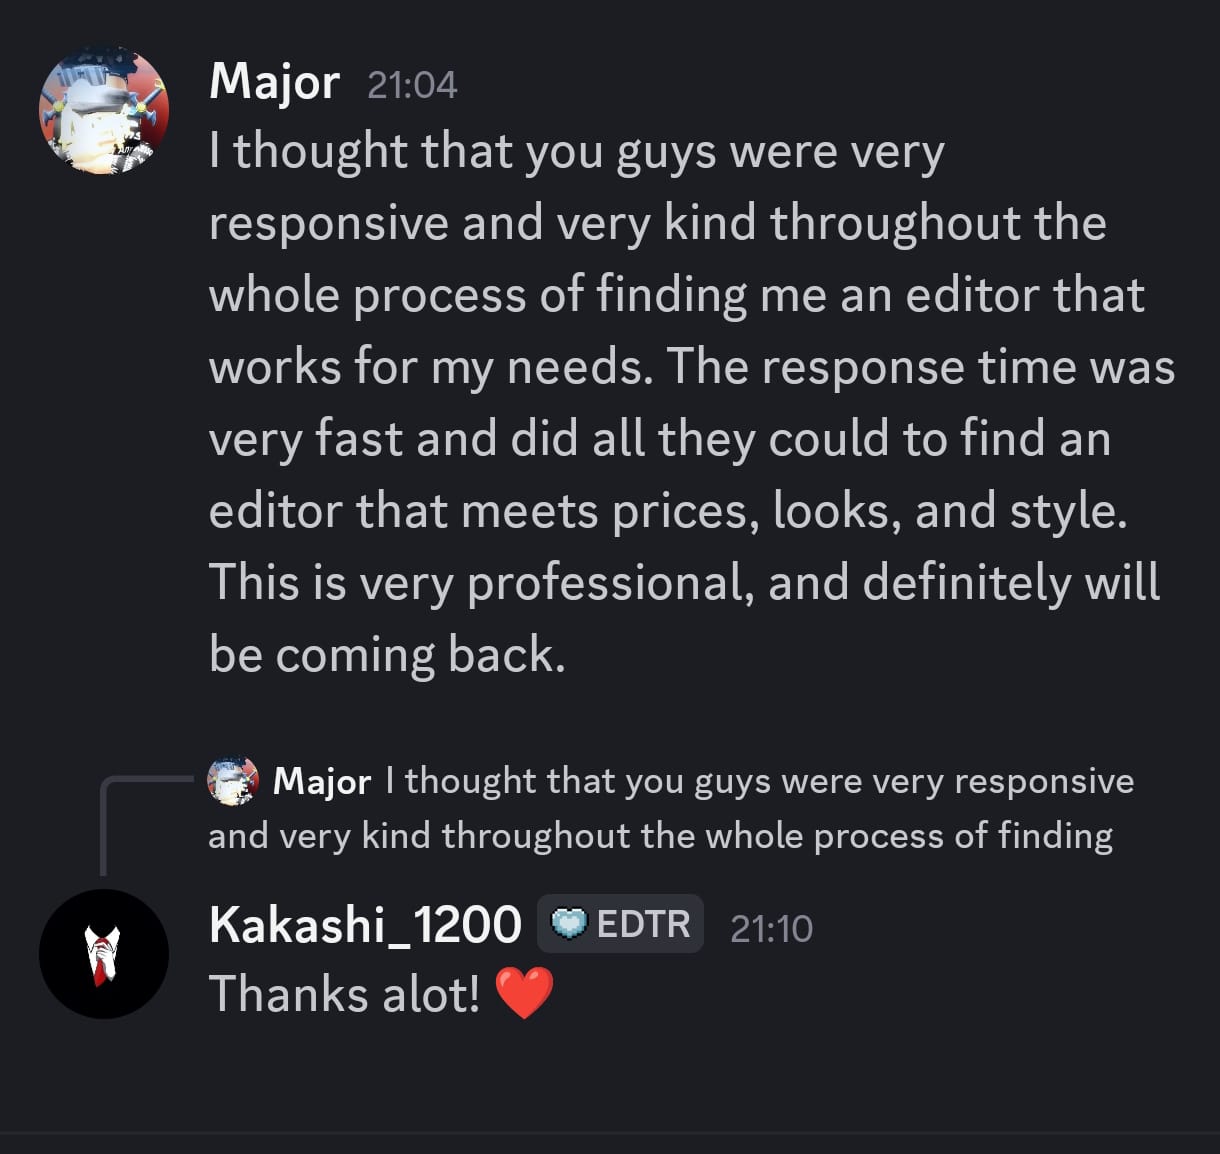 Major 21:04
I thought that you guys were very
responsive and very kind throughout the
whole process of finding me an editor that
works for my needs. The response time was
very fast and did all they could to find an
editor that meets prices, looks, and style.
This is very professional, and definitely will
be coming back.
Major I thought that you guys were very responsive
and very kind throughout the whole process of finding
Kakashi_1200 EDTR 21:10
Thanks alot! ❤️